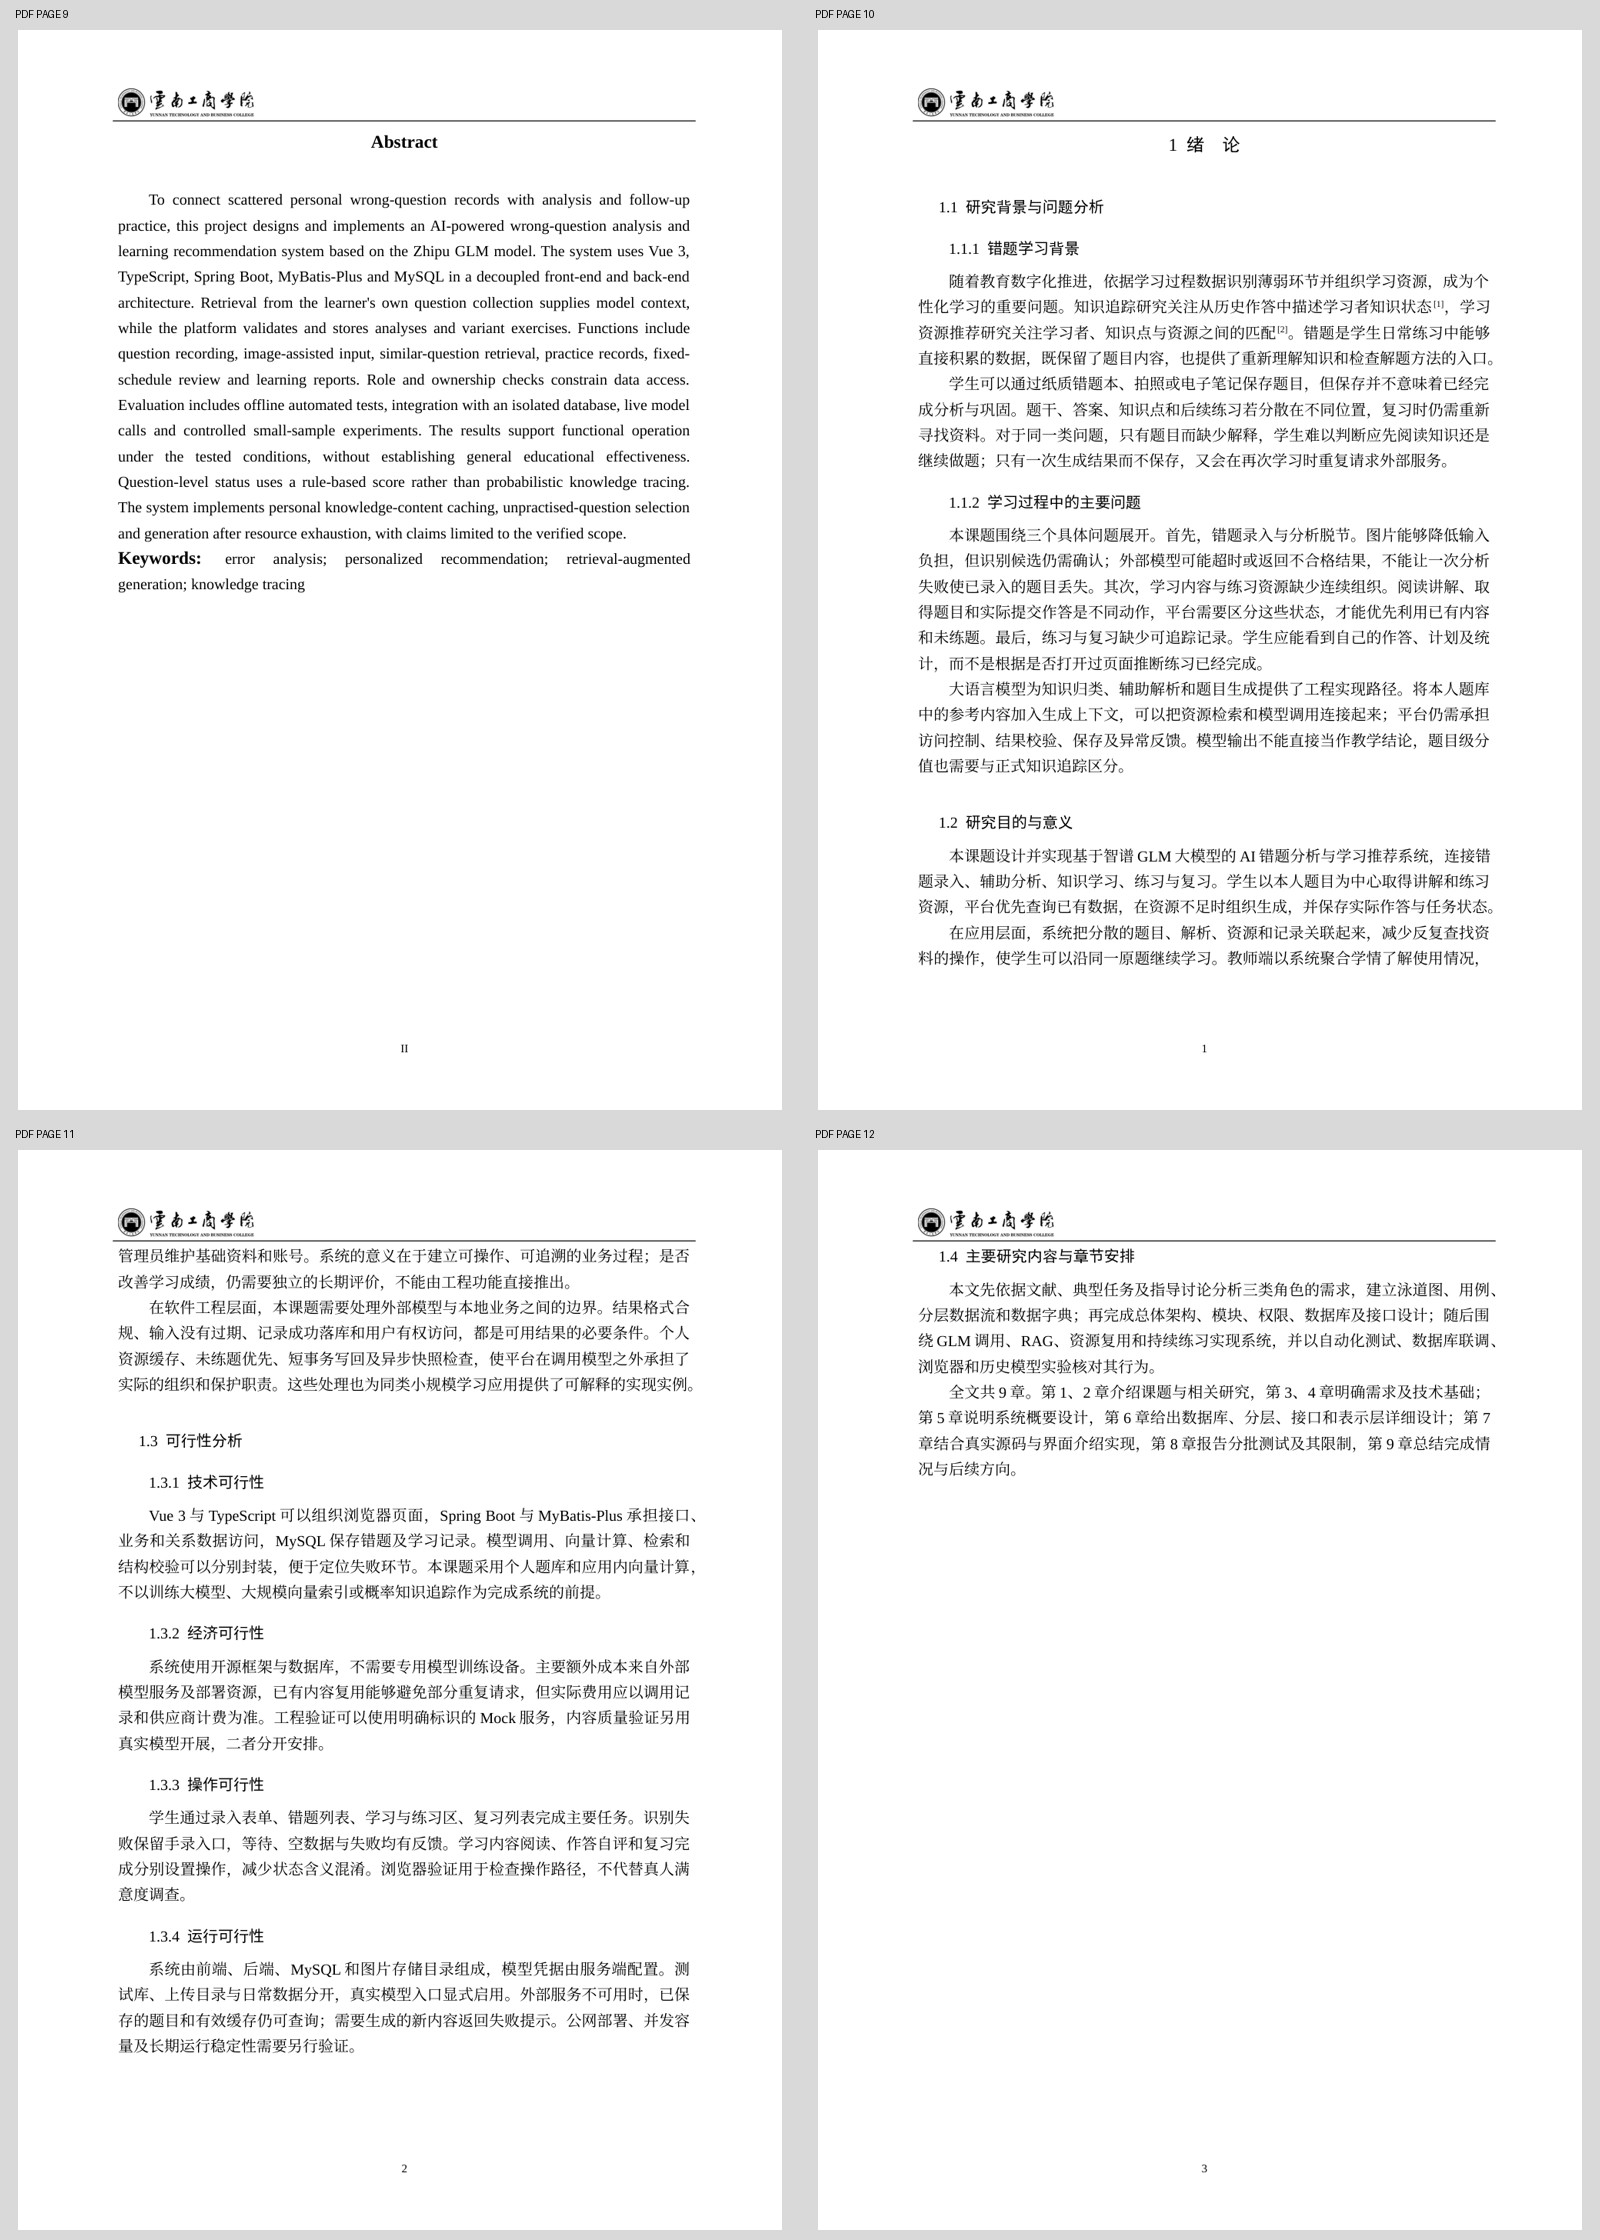 PDF PAGE 9
雲南工商學院
YUNNAN TECHNOLOGY AND BUSINESS COLLEGE
Abstract
To connect scattered personal wrong-question records with analysis and follow-up
practice, this project designs and implements an AI-powered wrong-question analysis and
learning recommendation system based on the Zhipu GLM model. The system uses Vue 3,
TypeScript, Spring Boot, MyBatis-Plus and MySQL in a decoupled front-end and back-end
architecture. Retrieval from the learner's own question collection supplies model context,
while the platform validates and stores analyses and variant exercises. Functions include
question recording, image-assisted input, similar-question retrieval, practice records, fixed-
schedule review and learning reports. Role and ownership checks constrain data access.
Evaluation includes offline automated tests, integration with an isolated database, live model
calls and controlled small-sample experiments. The results support functional operation
under the tested conditions, without establishing general educational effectiveness.
Question-level status uses a rule-based score rather than probabilistic knowledge tracing.
The system implements personal knowledge-content caching, unpractised-question selection
and generation after resource exhaustion, with claims limited to the verified scope.
Keywords: error analysis; personalized recommendation; retrieval-augmented
generation; knowledge tracing
II
PDF PAGE 10
雲南工商學院
YUNNAN TECHNOLOGY AND BUSINESS COLLEGE
1 绪 论
1.1 研究背景与问题分析
1.1.1 错题学习背景
随着教育数字化推进，依据学习过程数据识别薄弱环节并组织学习资源，成为个
性化学习的重要问题。知识追踪研究关注从历史作答中描述学习者知识状态[1]，学习
资源推荐研究关注学习者、知识点与资源之间的匹配[2]。错题是学生日常练习中能够
直接积累的数据，既保留了题目内容，也提供了重新理解知识和检查解题方法的入口。
学生可以通过纸质错题本、拍照或电子笔记保存题目，但保存并不意味着已经完
成分析与巩固。题干、答案、知识点和后续练习若分散在不同位置，复习时仍需重新
寻找资料。对于同一类问题，只有题目而缺少解释，学生难以判断应先阅读知识还是
继续做题；只有一次生成结果而不保存，又会在再次学习时重复请求外部服务。
1.1.2 学习过程中的主要问题
本课题围绕三个具体问题展开。首先，错题录入与分析脱节。图片能够降低输入
负担，但识别候选仍需确认；外部模型可能超时或返回不合格结果，不能让一次分析
失败使已录入的题目丢失。其次，学习内容与练习资源缺少连续组织。阅读讲解、取
得题目和实际提交作答是不同动作，平台需要区分这些状态，才能优先利用已有内容
和未练题。最后，练习与复习缺少可追踪记录。学生应能看到自己的作答、计划及统
计，而不是根据是否打开过页面推断练习已经完成。
大语言模型为知识归类、辅助解析和题目生成提供了工程实现路径。将本人题库
中的参考内容加入生成上下文，可以把资源检索和模型调用连接起来；平台仍需承担
访问控制、结果校验、保存及异常反馈。模型输出不能直接当作教学结论，题目级分
值也需要与正式知识追踪区分。
1.2 研究目的与意义
本课题设计并实现基于智谱 GLM 大模型的 AI 错题分析与学习推荐系统，连接错
题录入、辅助分析、知识学习、练习与复习。学生以本人题目为中心取得讲解和练习
资源，平台优先查询已有数据，在资源不足时组织生成，并保存实际作答与任务状态。
在应用层面，系统把分散的题目、解析、资源和记录关联起来，减少反复查找资
料的操作，使学生可以沿同一原题继续学习。教师端以系统聚合学情了解使用情况，
1
PDF PAGE 11
雲南工商學院
YUNNAN TECHNOLOGY AND BUSINESS COLLEGE
管理员维护基础资料和账号。系统的意义在于建立可操作、可追溯的业务过程；是否
改善学习成绩，仍需要独立的长期评价，不能由工程功能直接推出。
在软件工程层面，本课题需要处理外部模型与本地业务之间的边界。结果格式合
规、输入没有过期、记录成功落库和用户有权访问，都是可用结果的必要条件。个人
资源缓存、未练题优先、短事务写回及异步快照检查，使平台在调用模型之外承担了
实际的组织和保护职责。这些处理也为同类小规模学习应用提供了可解释的实现实例。
1.3 可行性分析
1.3.1 技术可行性
Vue 3 与 TypeScript 可以组织浏览器页面，Spring Boot 与 MyBatis-Plus 承担接口、
业务和关系数据访问，MySQL 保存错题及学习记录。模型调用、向量计算、检索和
结构校验可以分别封装，便于定位失败环节。本课题采用个人题库和应用内向量计算，
不以训练大模型、大规模向量索引或概率知识追踪作为完成系统的前提。
1.3.2 经济可行性
系统使用开源框架与数据库，不需要专用模型训练设备。主要额外成本来自外部
模型服务及部署资源，已有内容复用能够避免部分重复请求，但实际费用应以调用记
录和供应商计费为准。工程验证可以使用明确标识的 Mock 服务，内容质量验证另用
真实模型开展，二者分开安排。
1.3.3 操作可行性
学生通过录入表单、错题列表、学习与练习区、复习列表完成主要任务。识别失
败保留手录入口，等待、空数据与失败均有反馈。学习内容阅读、作答自评和复习完
成分别设置操作，减少状态含义混淆。浏览器验证用于检查操作路径，不代替真人满
意度调查。
1.3.4 运行可行性
系统由前端、后端、MySQL 和图片存储目录组成，模型凭据由服务端配置。测
试库、上传目录与日常数据分开，真实模型入口显式启用。外部服务不可用时，已保
存的题目和有效缓存仍可查询；需要生成的新内容返回失败提示。公网部署、并发容
量及长期运行稳定性需要另行验证。
2
PDF PAGE 12
雲南工商學院
YUNNAN TECHNOLOGY AND BUSINESS COLLEGE
1.4 主要研究内容与章节安排
本文先依据文献、典型任务及指导讨论分析三类角色的需求，建立泳道图、用例、
分层数据流和数据字典；再完成总体架构、模块、权限、数据库及接口设计；随后围
绕 GLM 调用、RAG、资源复用和持续练习实现系统，并以自动化测试、数据库联调、
浏览器和历史模型实验核对其行为。
全文共 9 章。第 1、2 章介绍课题与相关研究，第 3、4 章明确需求及技术基础；
第 5 章说明系统概要设计，第 6 章给出数据库、分层、接口和表示层详细设计；第 7
章结合真实源码与界面介绍实现，第 8 章报告分批测试及其限制，第 9 章总结完成情
况与后续方向。
3